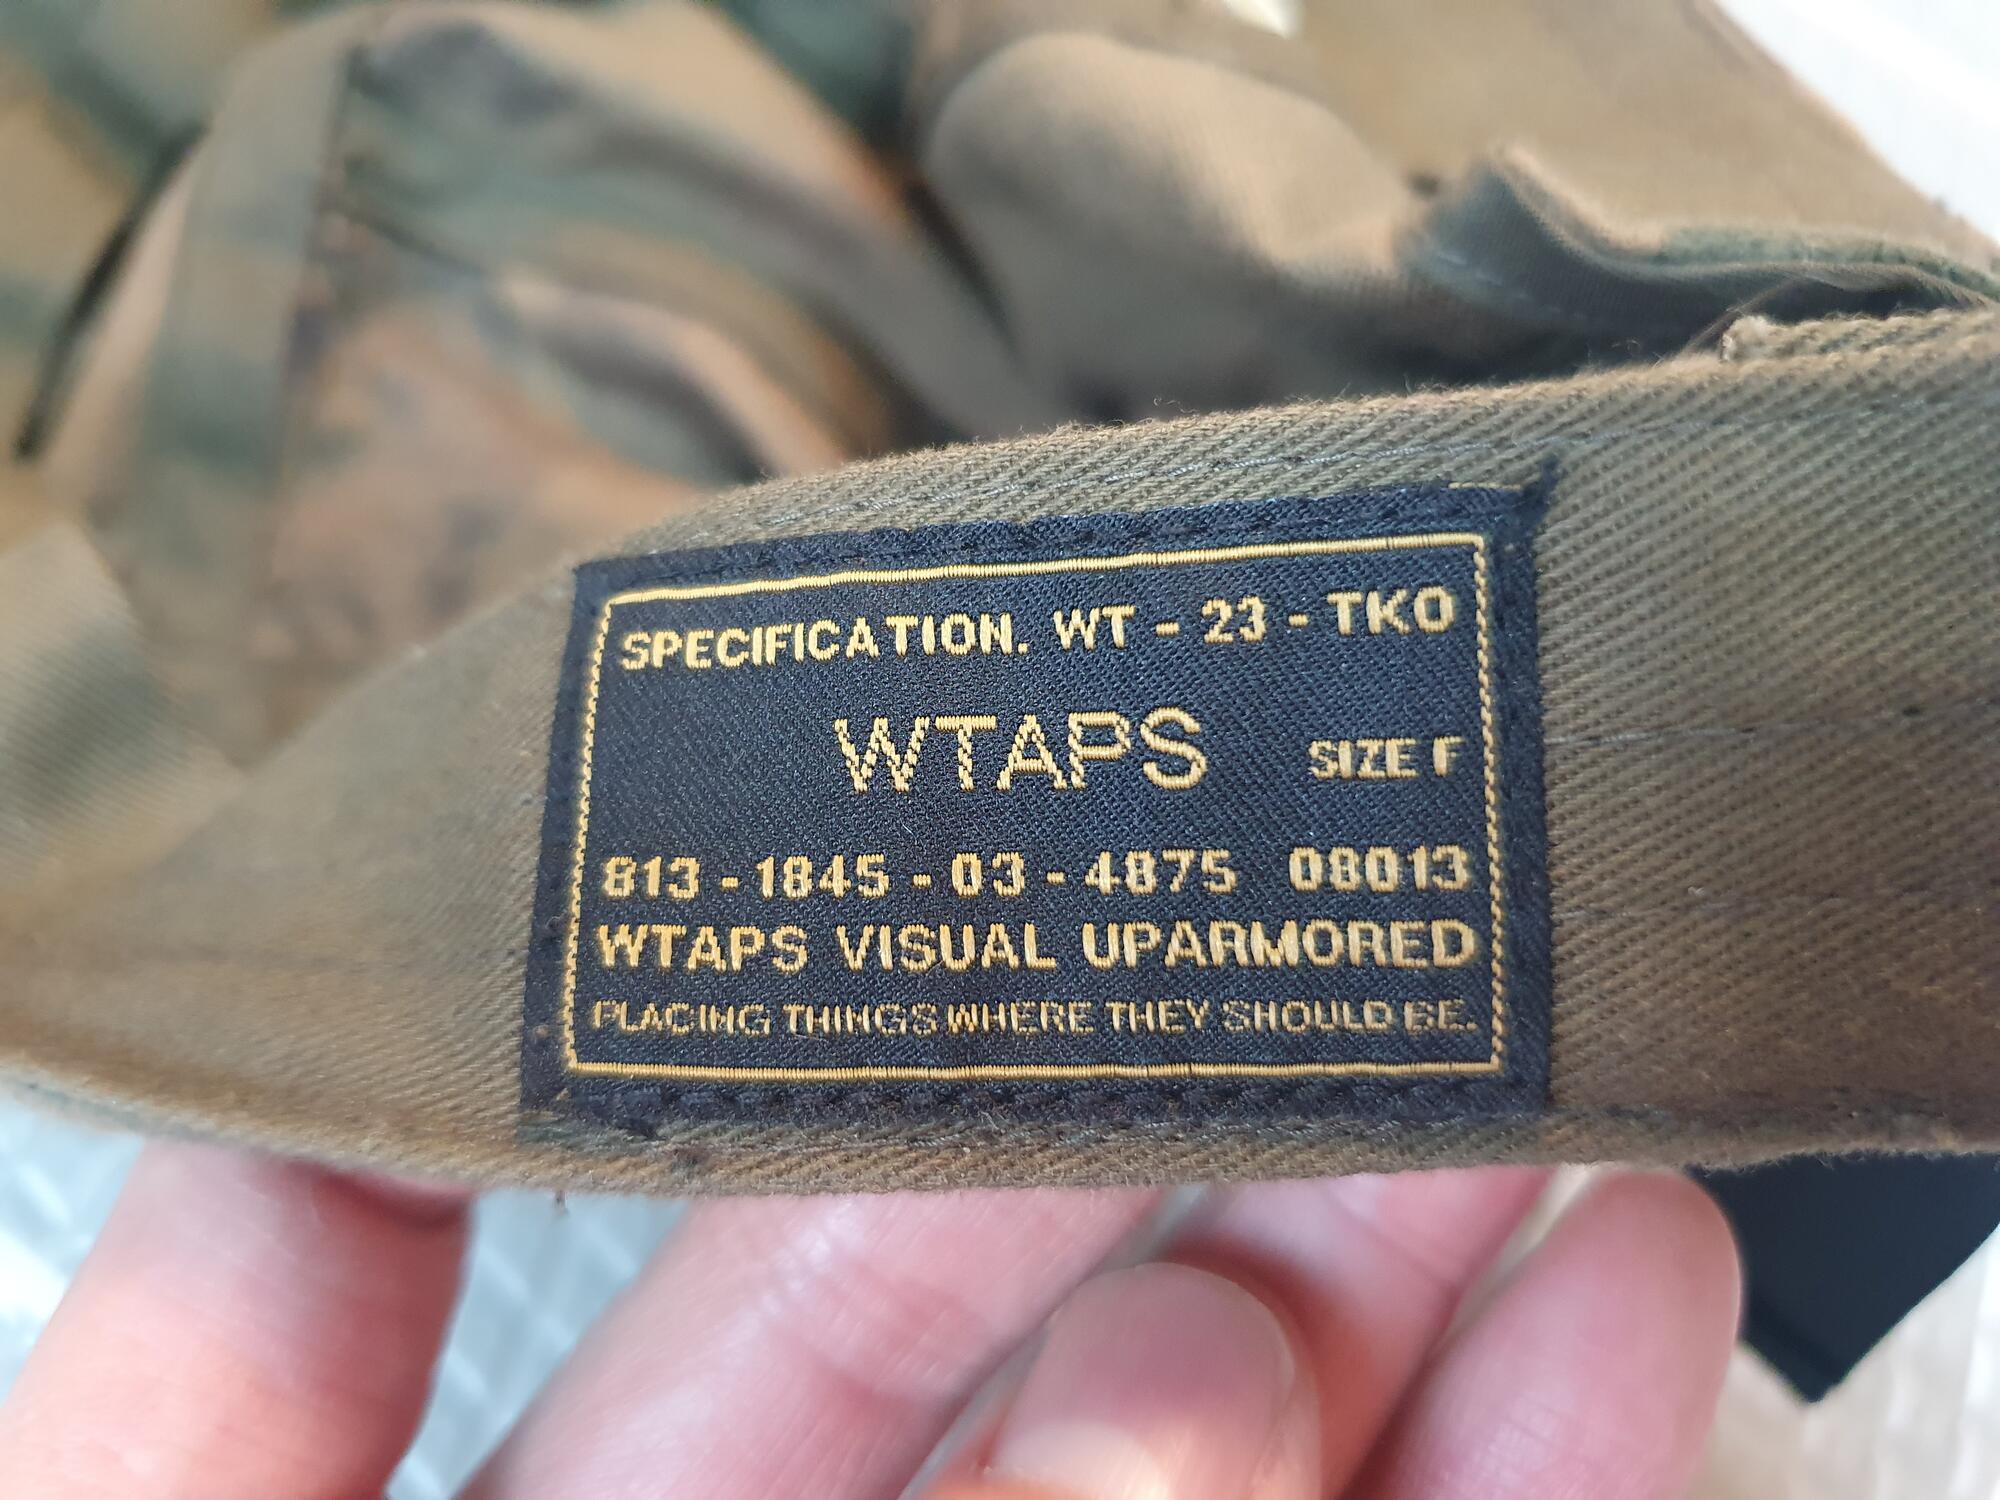 SPECIFICATION. WT - 23 - TKO
WTAPS SIZE F
813 - 1845 - 03 - 4875 08013
WTAPS VISUAL UPARMORED
PLACING THINGS WHERE THEY SHOULD BE.